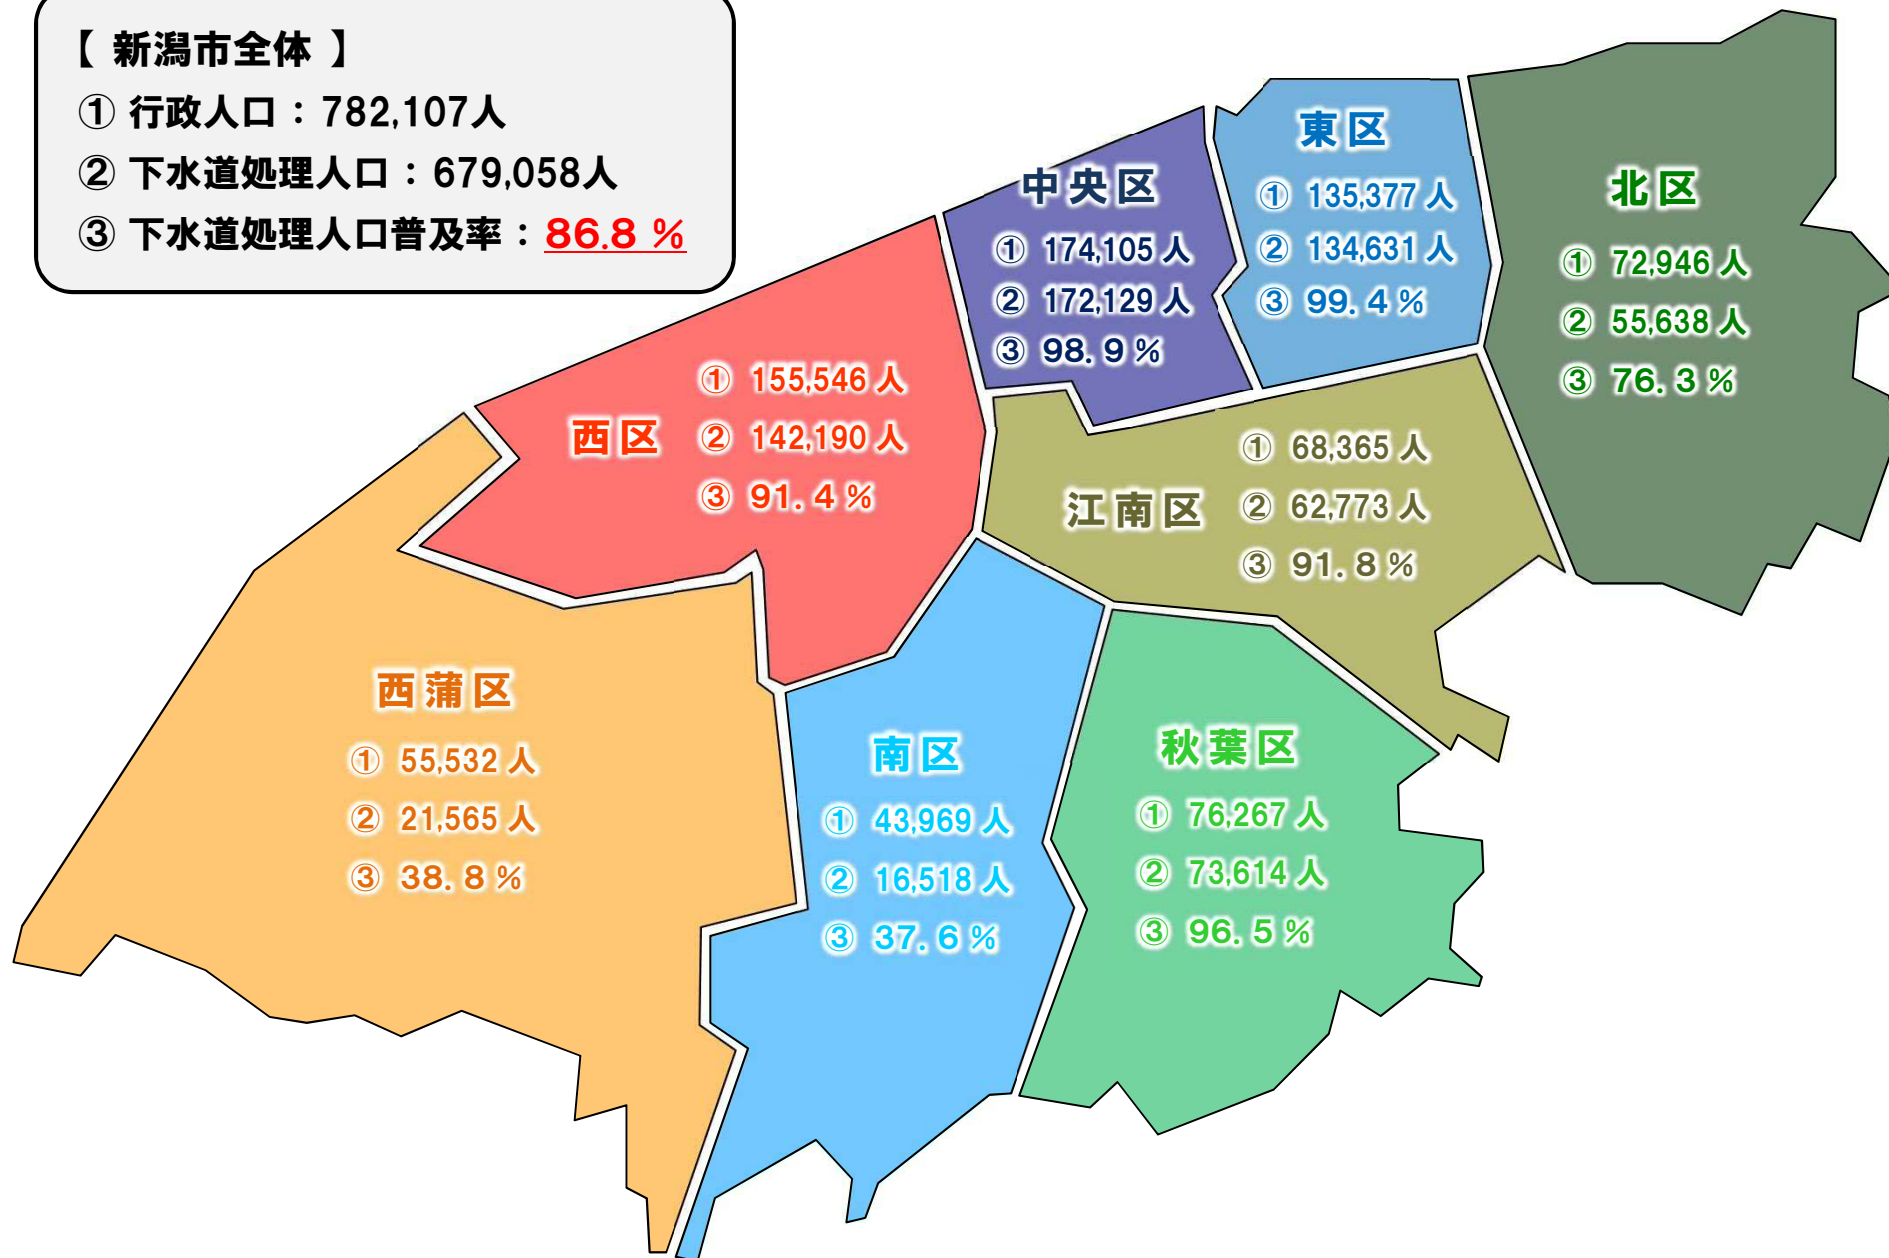 【 新潟市全体 】
① 行政人口 : 782,107人
② 下水道処理人口 : 679,058人
③ 下水道処理人口普及率 : 86.8 %
東区
① 135,377 人
② 134,631 人
③ 99.4 %
中央区
① 174,105 人
② 172,129 人
③ 98.9 %
北区
① 72,946 人
② 55,638 人
③ 76.3 %
西区
① 155,546 人
② 142,190 人
③ 91.4 %
江南区
① 68,365 人
② 62,773 人
③ 91.8 %
西蒲区
① 55,532 人
② 21,565 人
③ 38.8 %
南区
① 43,969 人
② 16,518 人
③ 37.6 %
秋葉区
① 76,267 人
② 73,614 人
③ 96.5 %